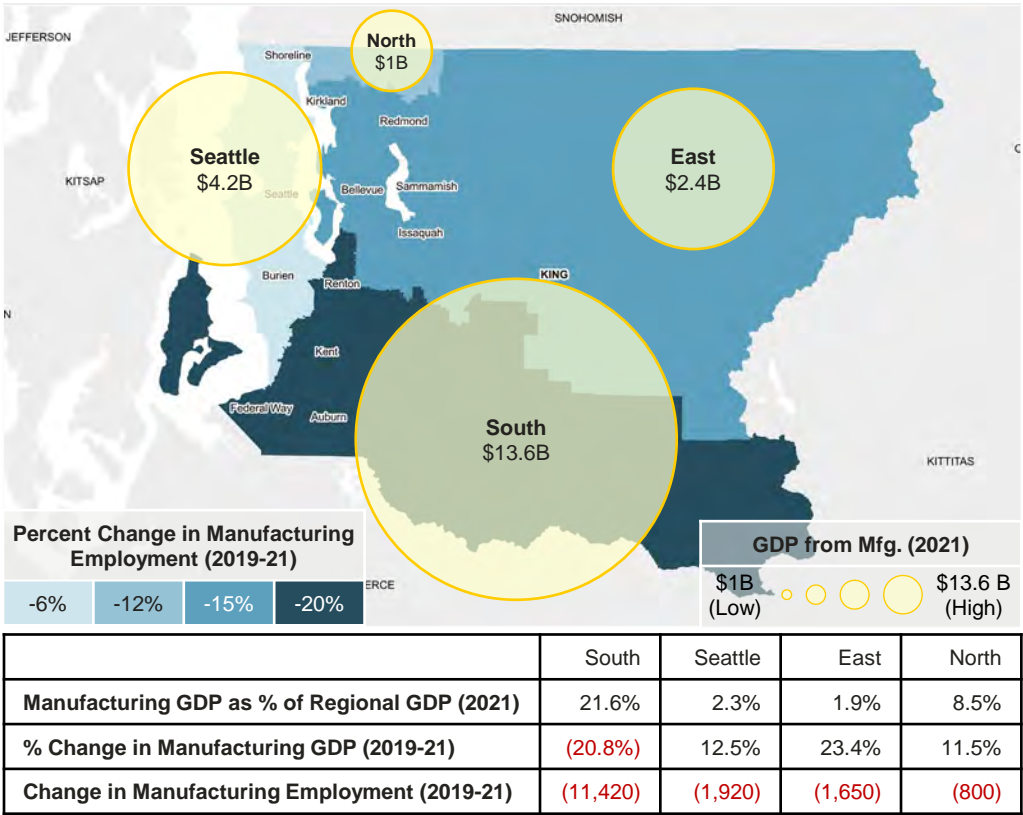 SNOHOMISH
JEFFERSON
North
$1B
Shoreline
Kirkland
Redmond
Seattle
$4.2B
East
$2.4B
KITSAP
Seattle
Bellevue
Sammamish
Issaquah
Burien
KING
Renton
N
Kent
Federal Way
Auburn
South
$13.6B
KITTITAS
ERCE
Percent Change in Manufacturing
Employment (2019-21)
-6% -12% -15% -20%
GDP from Mfg. (2021)
$1B
(Low)
$13.6 B
(High)
South Seattle East North
Manufacturing GDP as % of Regional GDP (2021) 21.6% 2.3% 1.9% 8.5%
% Change in Manufacturing GDP (2019-21) (20.8%) 12.5% 23.4% 11.5%
Change in Manufacturing Employment (2019-21) (11,420) (1,920) (1,650) (800)